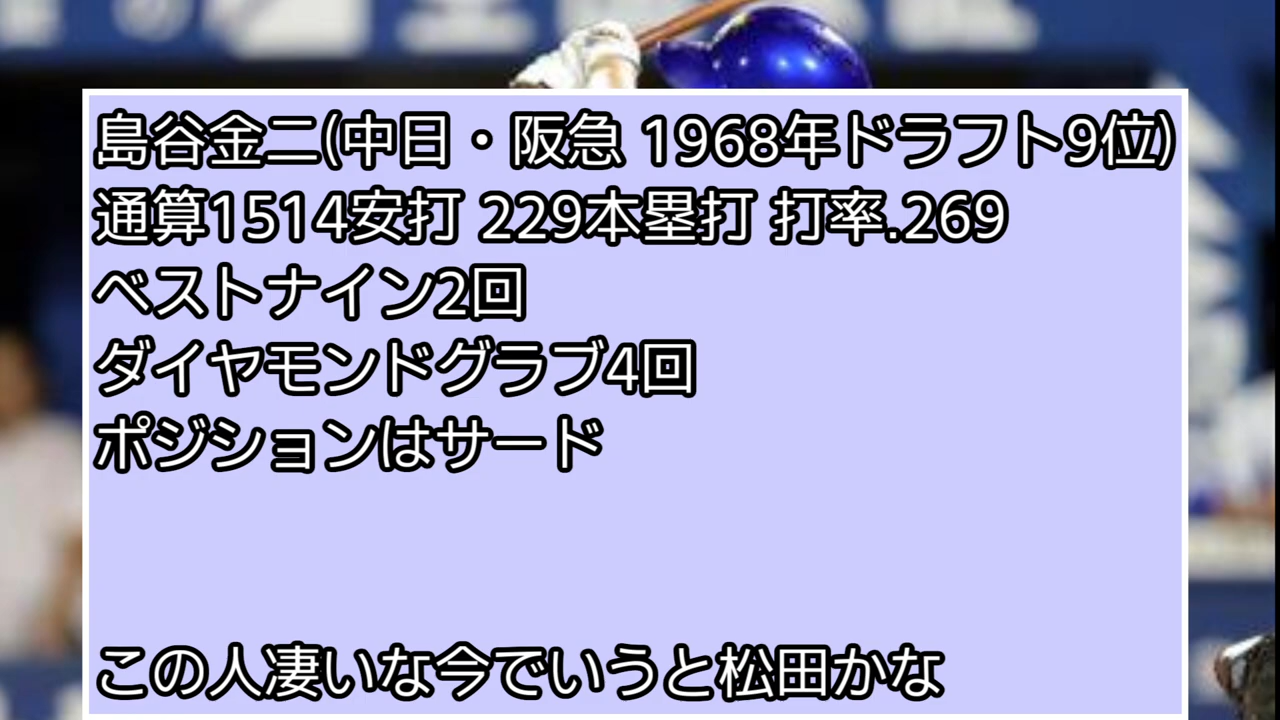 島谷金二(中日・阪急 1968年ドラフト9位)
通算1514安打 229本塁打 打率.269
ベストナイン2回
ダイヤモンドグラブ4回
ポジションはサード
この人凄いな今でいうと松田かな